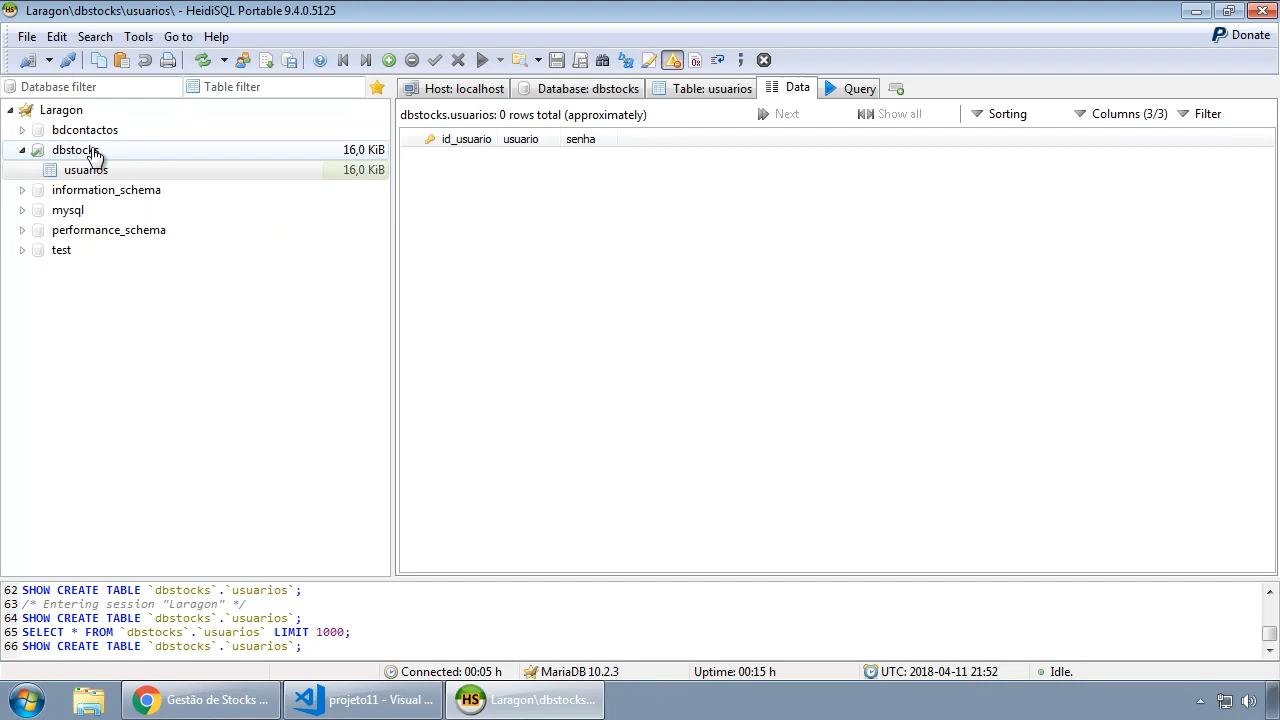 Laragon\dbstocks\usuarios\ - HeidiSQL Portable 9.4.0.5125
File Edit Search Tools Go to Help
Donate
Database filter Table filter
Host: localhost Database: dbstocks Table: usuarios Data Query
dbstocks.usuarios: 0 rows total (approximately) Next Show all Sorting Columns (3/3) Filter
id_usuario usuario senha
Laragon
bdcontactos
dbstocks 16,0 KiB
usuarios 16,0 KiB
information_schema
mysql
performance_schema
test
62 SHOW CREATE TABLE `dbstocks`.`usuarios`;
63 /* Entering session "Laragon" */
64 SHOW CREATE TABLE `dbstocks`.`usuarios`;
65 SELECT * FROM `dbstocks`.`usuarios` LIMIT 1000;
66 SHOW CREATE TABLE `dbstocks`.`usuarios`;
Connected: 00:05 h MariaDB 10.2.3 Uptime: 00:15 h UTC: 2018-04-11 21:52 Idle.
Gestão de Stocks ... projeto11 - Visual ... HS Laragon\dbstocks...